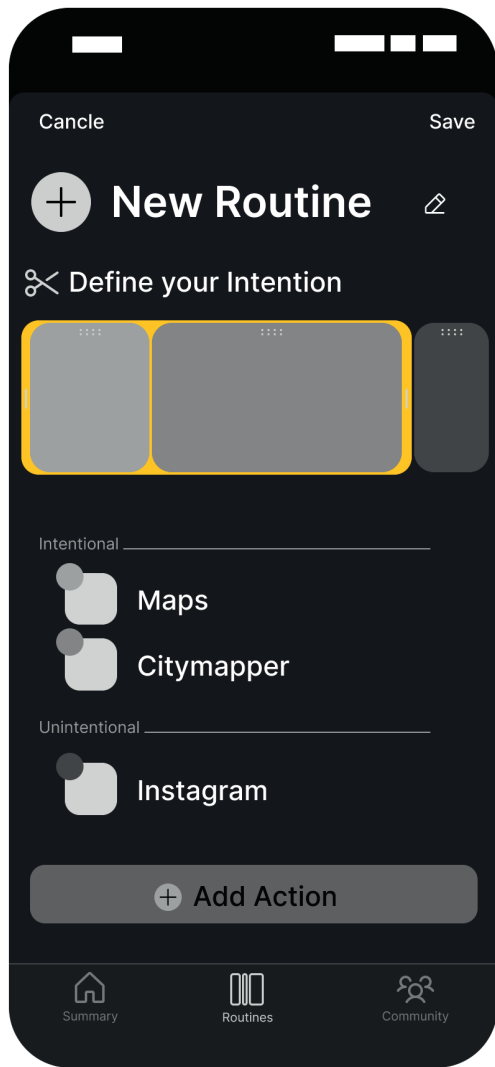 Cancle
Save
New Routine
Define your Intention
Intentional
Maps
Citymapper
Unintentional
Instagram
Add Action
Summary
Routines
Community